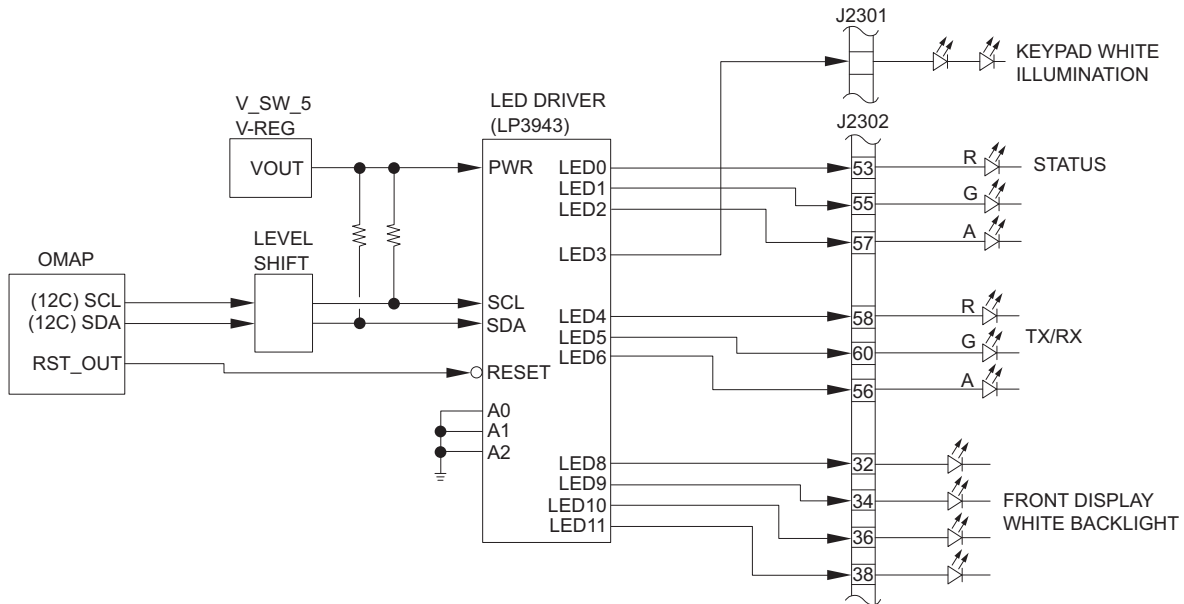 J2301
KEYPAD WHITE
ILLUMINATION
V_SW_5
V-REG
VOUT
LED DRIVER
(LP3943)
J2302
PWR
LED0
53
R
STATUS
LED1
55
G
LED2
57
A
LED3
OMAP
LEVEL
SHIFT
(12C) SCL
(12C) SDA
RST_OUT
SCL
SDA
RESET
LED4
58
R
TX/RX
LED5
60
G
LED6
56
A
A0
A1
A2
LED8
32
LED9
34
FRONT DISPLAY
WHITE BACKLIGHT
LED10
36
LED11
38